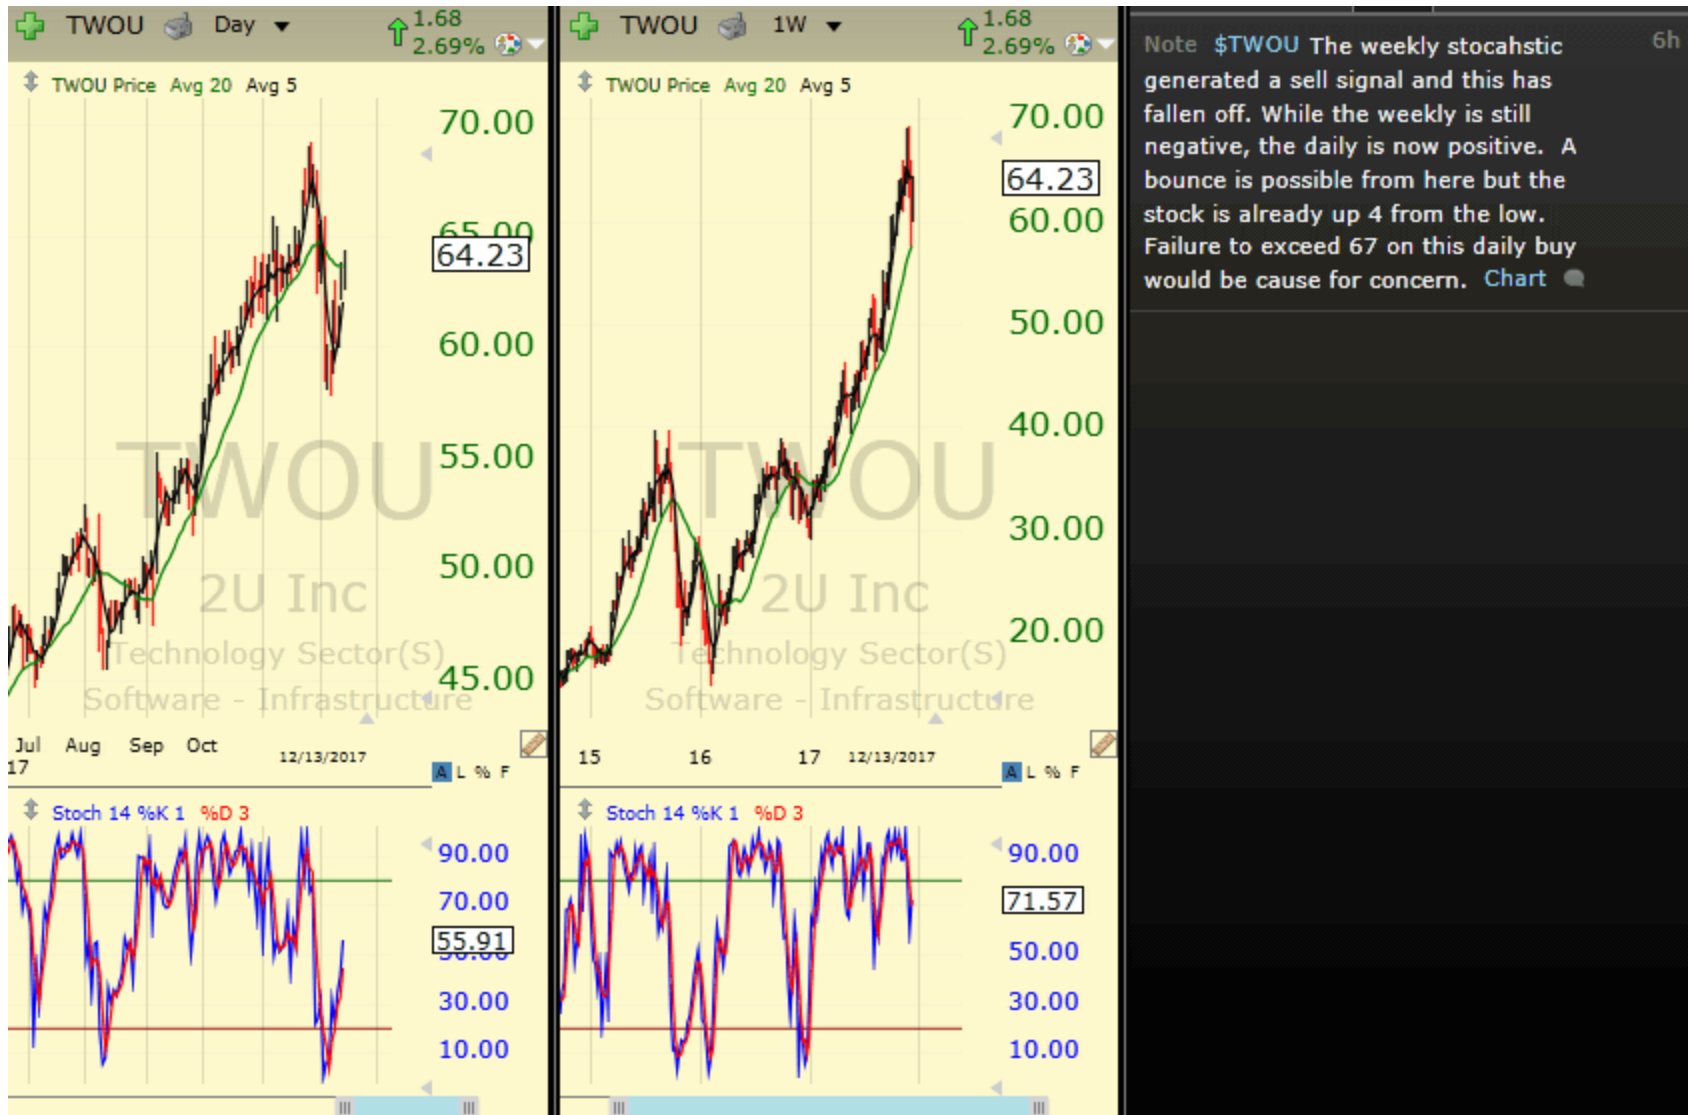 TWOU Day
1.68
2.69%
TWOU Price Avg 20 Avg 5
70.00
65.00
64.23
60.00
55.00
50.00
45.00
TWOU
2U Inc
Technology Sector(S)
Software - Infrastructure
Jul Aug Sep Oct
17
12/13/2017
A L % F
Stoch 14 %K 1 %D 3
90.00
70.00
55.91
50.00
30.00
10.00
TWOU 1W
1.68
2.69%
TWOU Price Avg 20 Avg 5
70.00
64.23
60.00
50.00
40.00
30.00
20.00
TWOU
2U Inc
Technology Sector(S)
Software - Infrastructure
15 16 17 12/13/2017
A L % F
Stoch 14 %K 1 %D 3
90.00
71.57
50.00
30.00
10.00
Note $TWOU The weekly stocahstic 6h
generated a sell signal and this has
fallen off. While the weekly is still
negative, the daily is now positive. A
bounce is possible from here but the
stock is already up 4 from the low.
Failure to exceed 67 on this daily buy
would be cause for concern. Chart